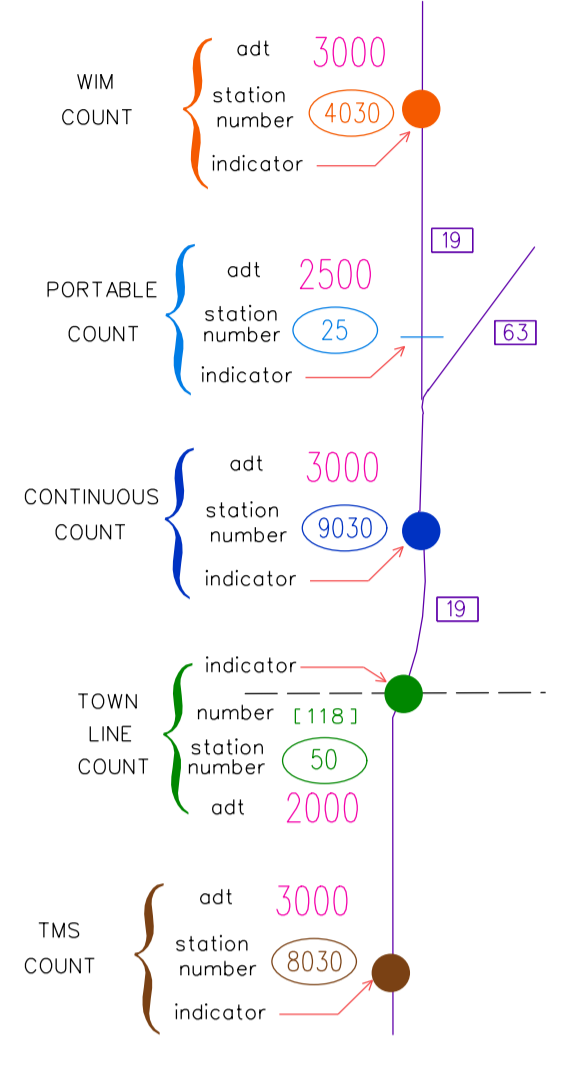 adt 3000
WIM
COUNT
station
number
4030
indicator
19
adt 2500
PORTABLE
COUNT
station
number
25
63
indicator
adt 3000
CONTINUOUS
COUNT
station
number
9030
indicator
19
indicator
TOWN
LINE
COUNT
number [118]
station
number
50
adt 2000
adt 3000
TMS
COUNT
station
number
8030
indicator